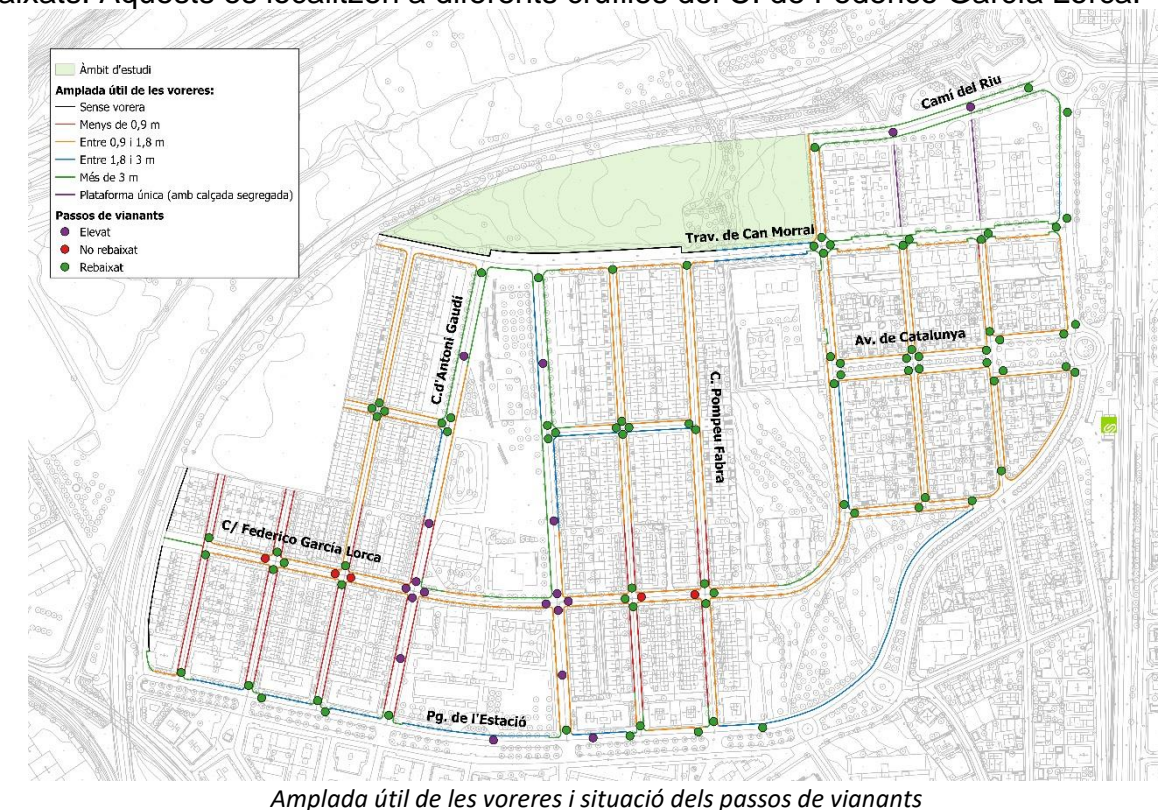 aixats. Aquests es localitzen a diferents cruïlles del C. de Federico García Lorca.
Àmbit d'estudi
Amplada útil de les voreres:
Sense vorera
Menys de 0,9 m
Entre 0,9 i 1,8 m
Entre 1,8 i 3 m
Més de 3 m
Plataforma única (amb calçada segregada)
Passos de vianants
Elevat
No rebaixat
Rebaixat
Camí del Riu
Trav. de Can Morral
C.d'Antoni Gaudí
Av. de Catalunya
C. Pompeu Fabra
C/ Federico García Lorca
Pg. de l'Estació
Amplada útil de les voreres i situació dels passos de vianants